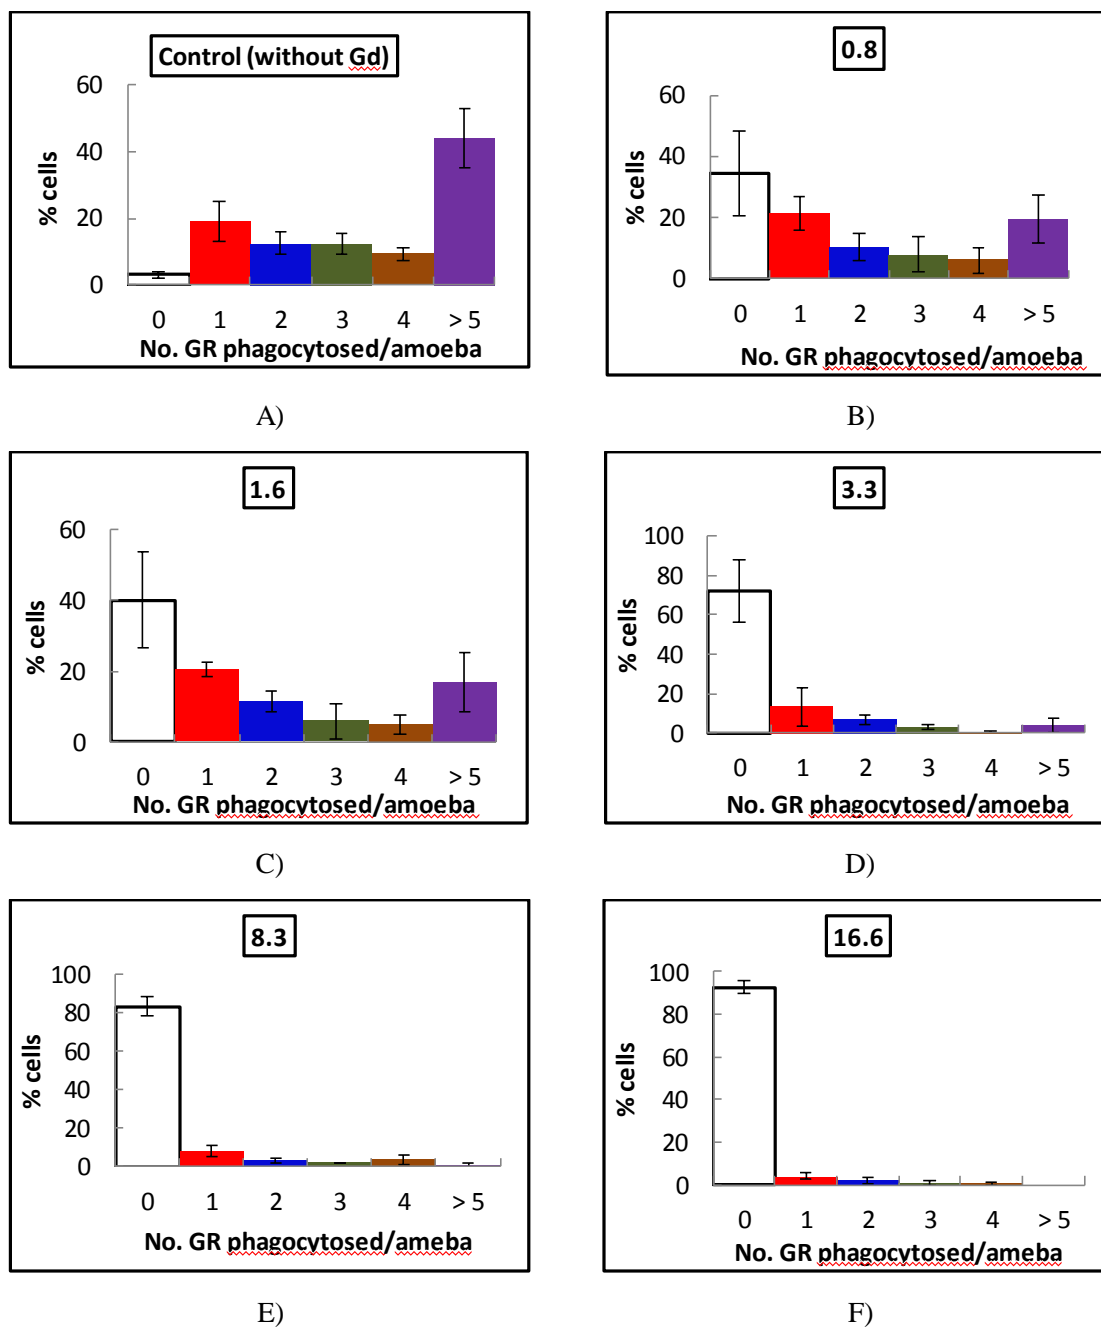 Control (without Gd)
60
40
20
0
% cells
0 1 2 3 4 > 5
No. GR phagocytosed/amoeba
A)
0.8
60
40
20
0
% cells
0 1 2 3 4 > 5
No. GR phagocytosed/amoeba
B)
1.6
60
40
20
0
% cells
0 1 2 3 4 > 5
No. GR phagocytosed/amoeba
C)
3.3
100
80
60
40
20
0
% cells
0 1 2 3 4 > 5
No. GR phagocytosed/amoeba
D)
8.3
100
80
60
40
20
0
% cells
0 1 2 3 4 > 5
No. GR phagocytosed/ameba
E)
16.6
100
80
60
40
20
0
% cells
0 1 2 3 4 > 5
No. GR phagocytosed/ameba
F)